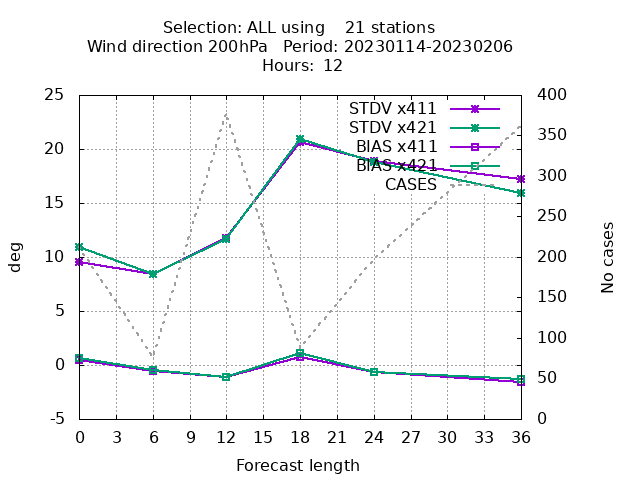 Selection: ALL using    21 stations
Wind direction 200hPa   Period: 20230114-20230206
Hours:  12
25
20
15
10
5
0
-5
deg
STDV x411
STDV x421
BIAS x411
BIAS x421
CASES
400
350
300
250
200
150
100
50
0
No cases
0 3 6 9 12 15 18 21 24 27 30 33 36
Forecast length